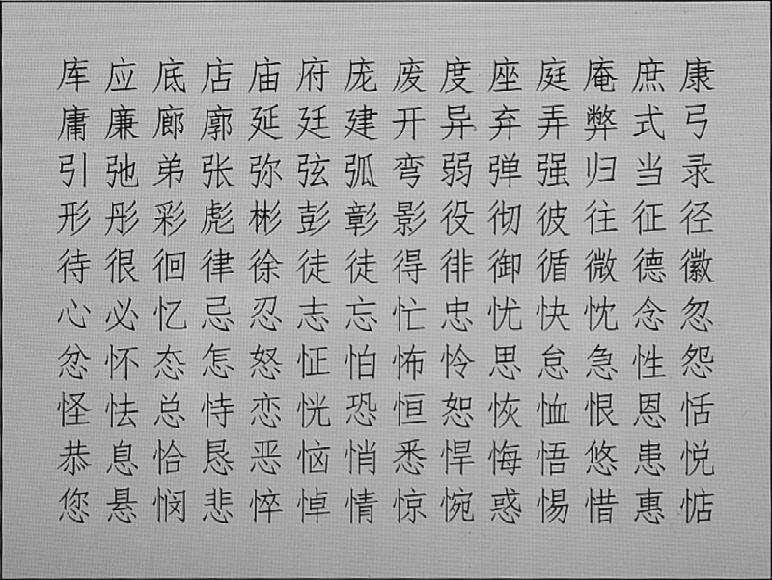 库应底店庙府庞废度座庭庵庶康
庸廉廊廓延廷建开异弃弄弊式弓
引弛弟张弥弦弧弯弱弹强归当录
形彤彩彪彬彭彰影役彻彼往征径
待很徊律徐徒徒得徘御循微德徽
心必忆忌忍志忘忙忠忧快忱念忽
忿怀态怎怒怔怕怖怜思怠急性怨
怪怯总恃恋恍恐恒恕恢恤恨恩恬
恭息恰恳恶恼悄悉悍悔悟悠患悦
您悬悯悲悴悼情惊惋惑惕惜惠惦